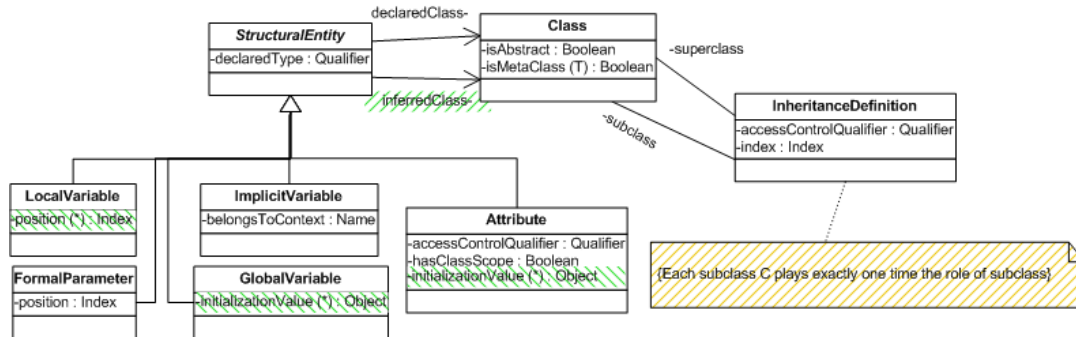 declaredClass-
StructuralEntity
-declaredType : Qualifier
inferredClass-
Class
-isAbstract : Boolean
-isMetaClass (T) : Boolean
-superclass
-subclass
InheritanceDefinition
-accessControlQualifier : Qualifier
-index : Index
LocalVariable
-position (*) : Index
ImplicitVariable
-belongsToContext : Name
Attribute
-accessControlQualifier : Qualifier
-hasClassScope : Boolean
-initializationValue (*) : Object
FormalParameter
-position : Index
GlobalVariable
-initializationValue (*) : Object
{Each subclass C plays exactly one time the role of subclass}